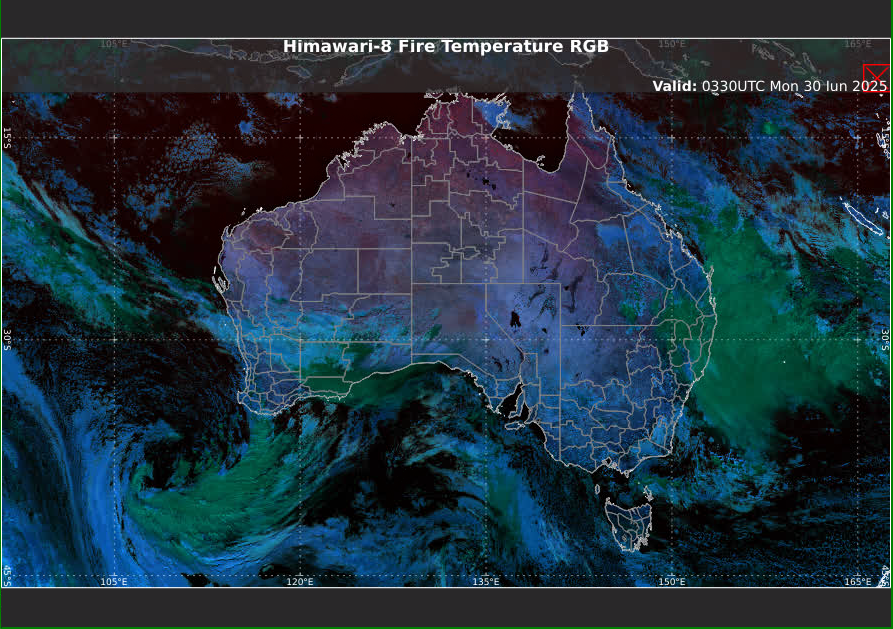 105°E 150°E 165°E
Himawari-8 Fire Temperature RGB
Valid: 0330UTC Mon 30 Jun 2025
15°S
30°S 30°S
45°S
105°E 120°E 135°E 150°E 165°E